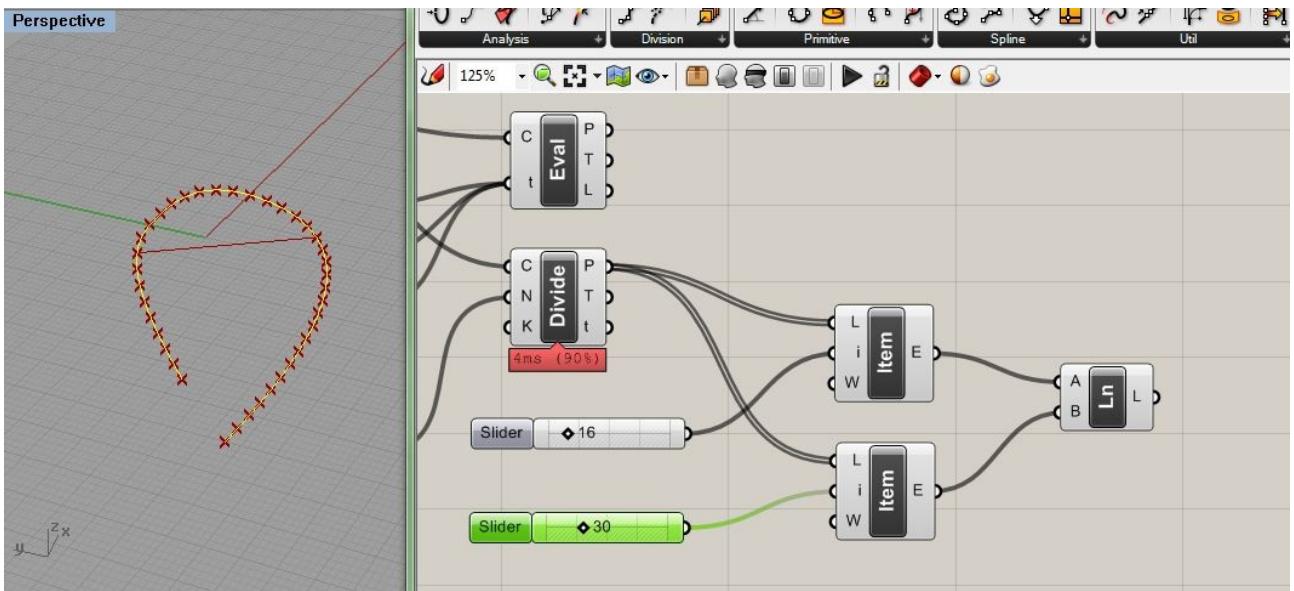 Perspective
Analysis
Division
Primitive
Spline
Util
125%
C
t
Eval
P
T
L
C
N
K
Divide
P
T
t
4ms (90%)
L
i
W
Item
E
A
B
Ln
L
Slider
16
L
i
W
Item
E
Slider
30
z
x
y